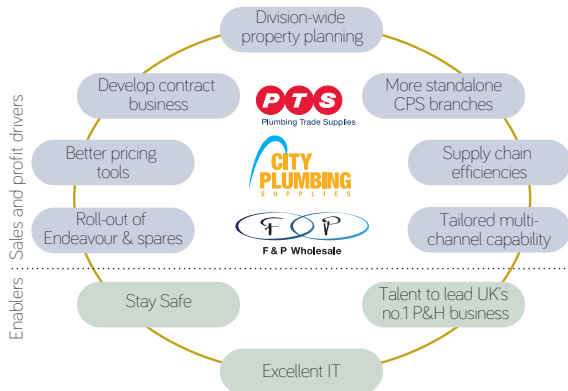 Division-wide
property planning
Develop contract
business
PTS
Plumbing Trade Supplies
More standalone
CPS branches
Better pricing
tools
CITY
PLUMBING
SUPPLIES
Supply chain
efficiencies
Roll-out of
Endeavour & spares
F P
F & P Wholesale
Tailored multi-
channel capability
Sales and profit drivers
Enablers
Stay Safe
Talent to lead UK's
no.1 P&H business
Excellent IT